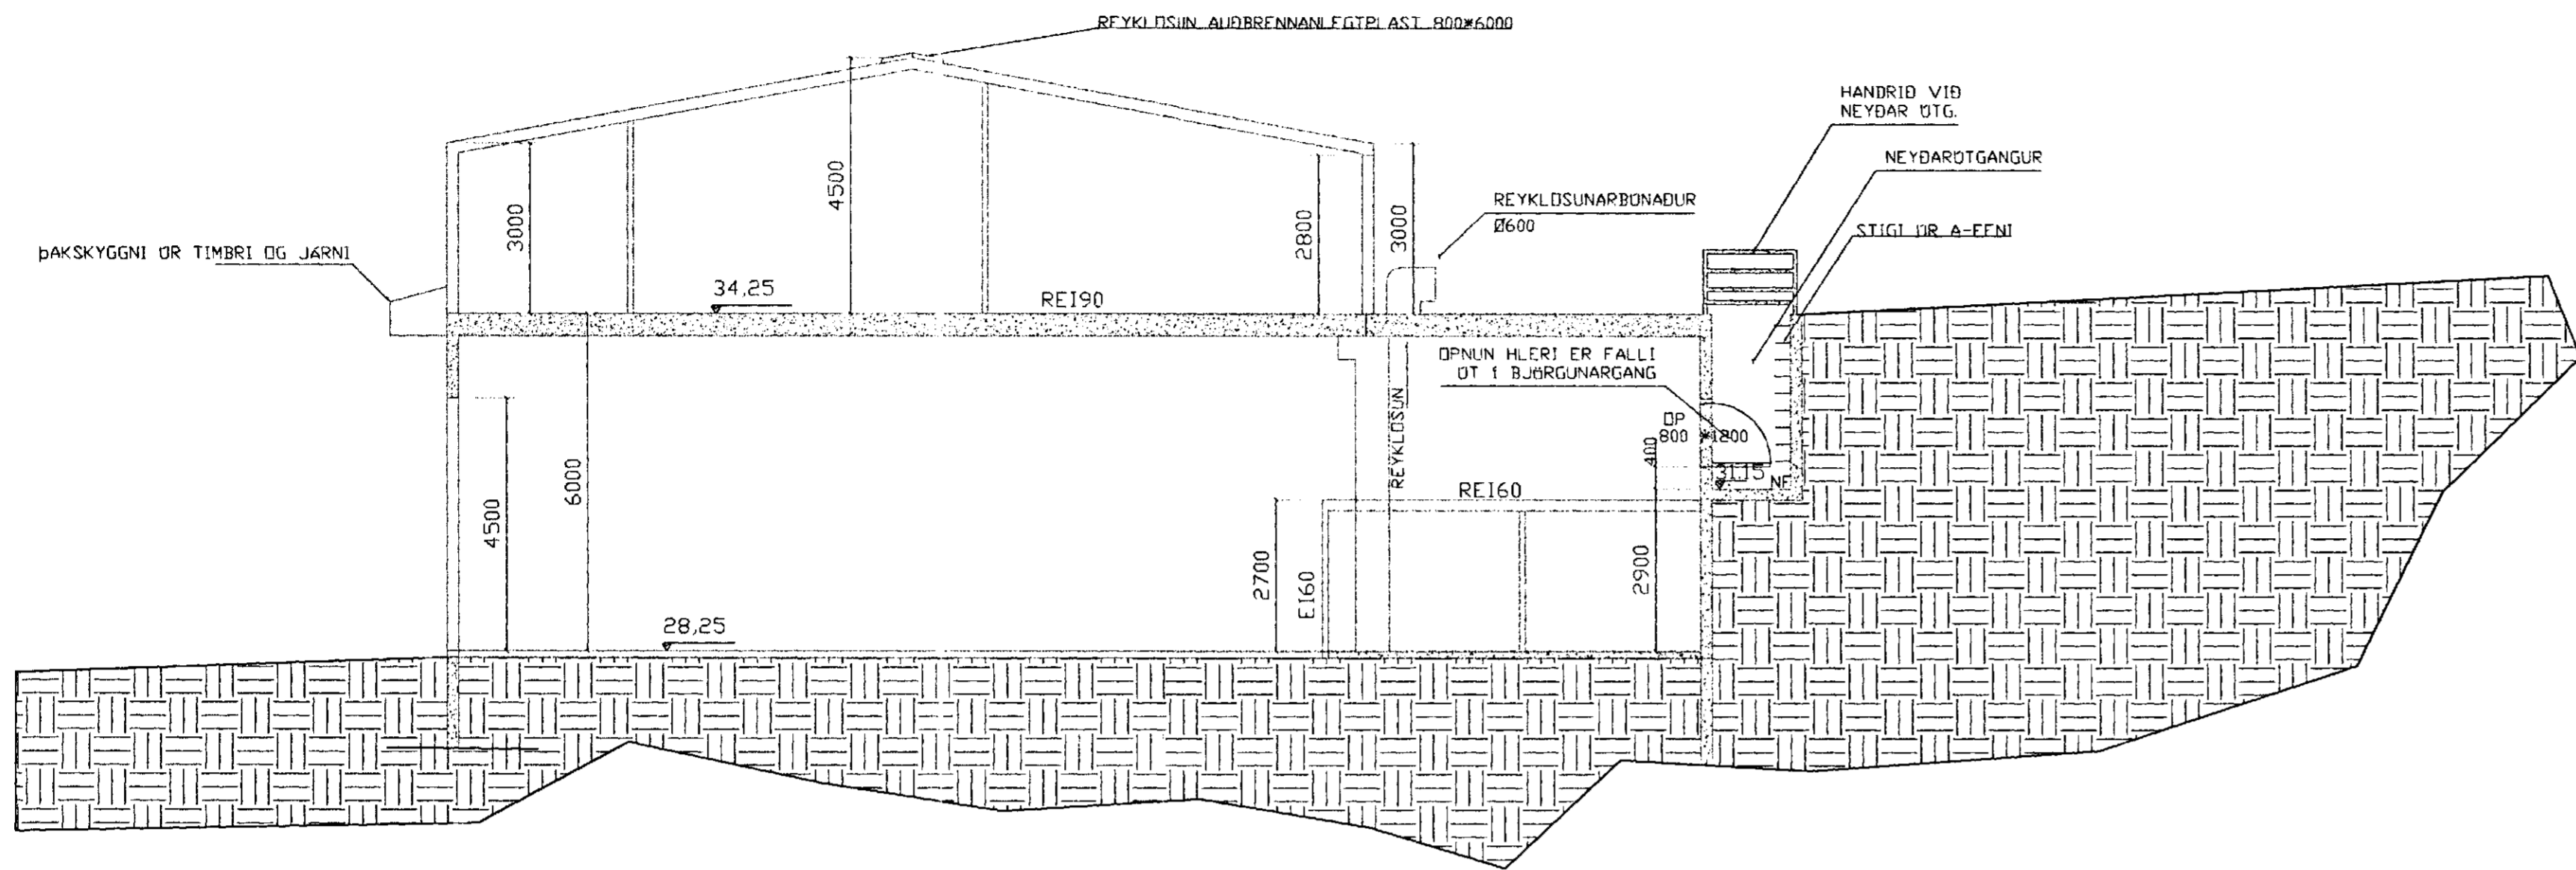 REYKLOSUN AUÐBRENNANLEGTPLAST 800*6000
HANDRIÐ VIÐ
NEYÐAR ÚTG.
NEYÐARÚTGANGUR
REYKLOSUNARBÚNAÐUR
Ø600
STIGI ÚR A-EFNI
ÞAKSKYGGNI ÚR TIMBRI OG JÁRNI
3000
4500
2800
3000
34,25
REI90
OPNUN HLERI ER FALLI
ÚT Í BJÖRGUNARGANG
OP
800 *1200
400
31,15
NF
REYKLOSUN
REI60
4500
6000
2700
EI60
2900
28,25